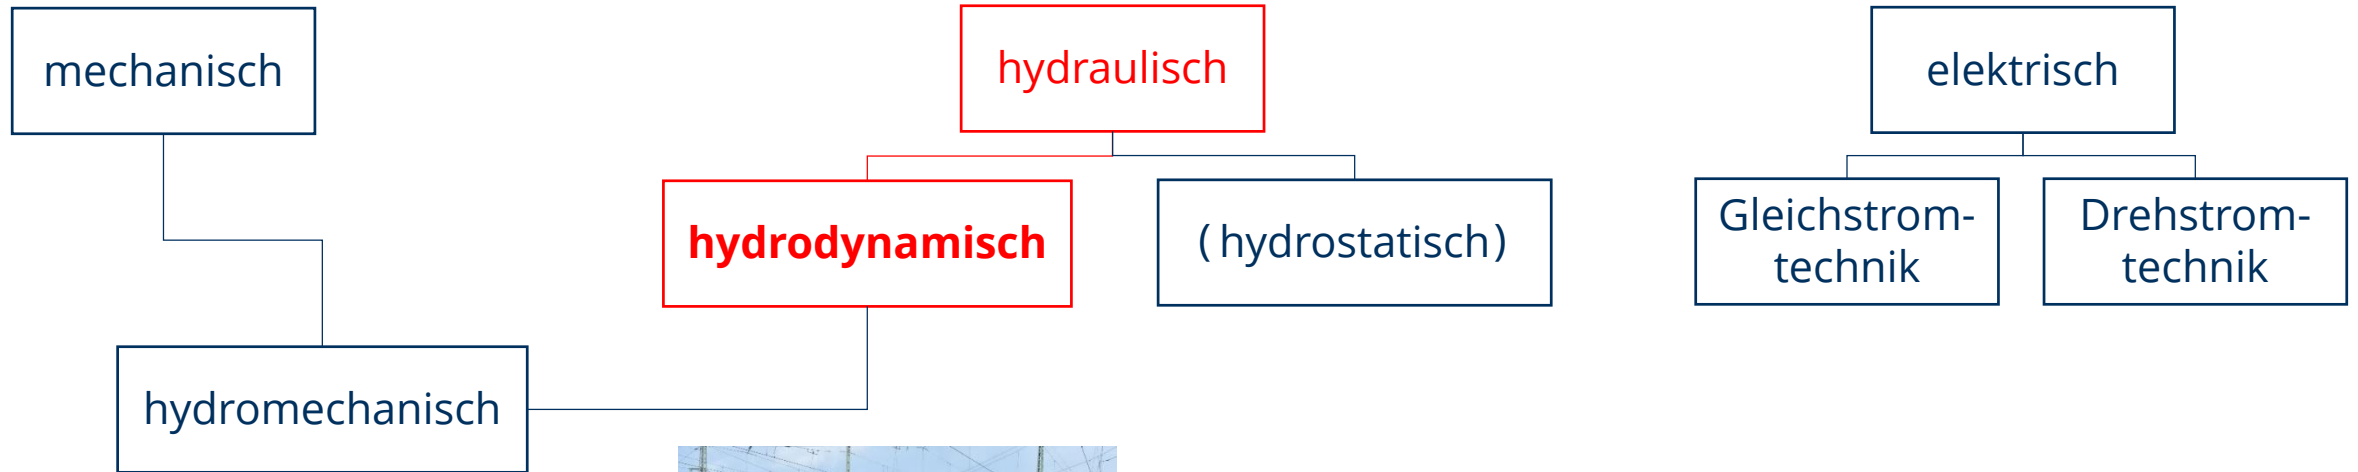 mechanisch
hydraulisch
elektrisch
hydrodynamisch
(hydrostatisch)
Gleichstrom-
technik
Drehstrom-
technik
hydromechanisch